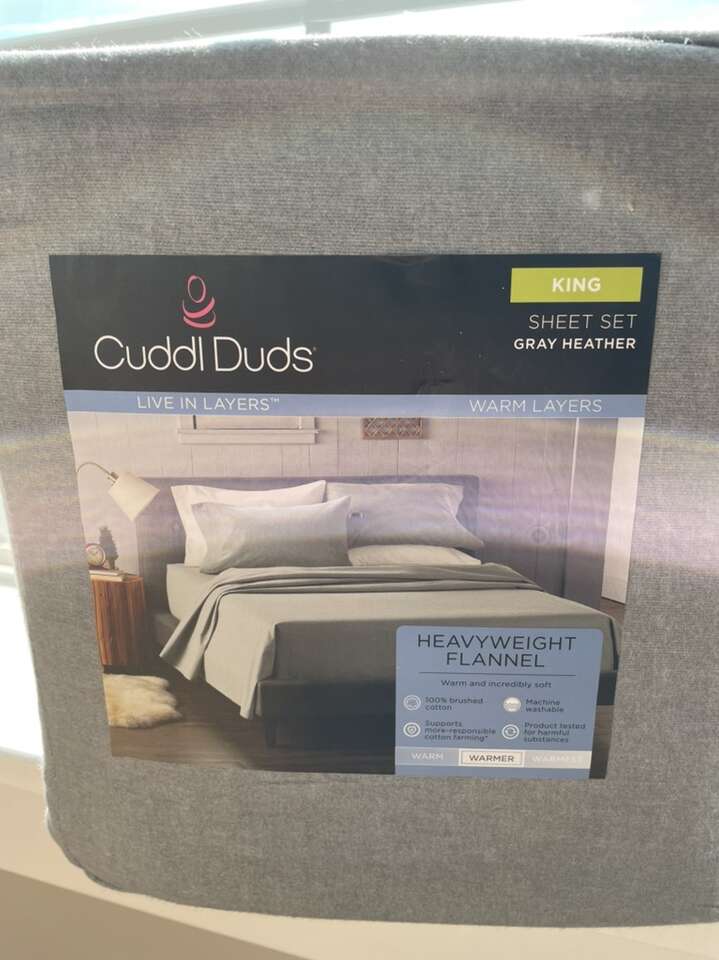 KING
SHEET SET
GRAY HEATHER
Cuddl Duds®
LIVE IN LAYERS™
WARM LAYERS
HEAVYWEIGHT
FLANNEL
Warm and incredibly soft
100% brushed
cotton
Machine
washable
Supports
more-responsible
cotton farming*
Product tested
for harmful
substances
WARM WARMER WARMEST